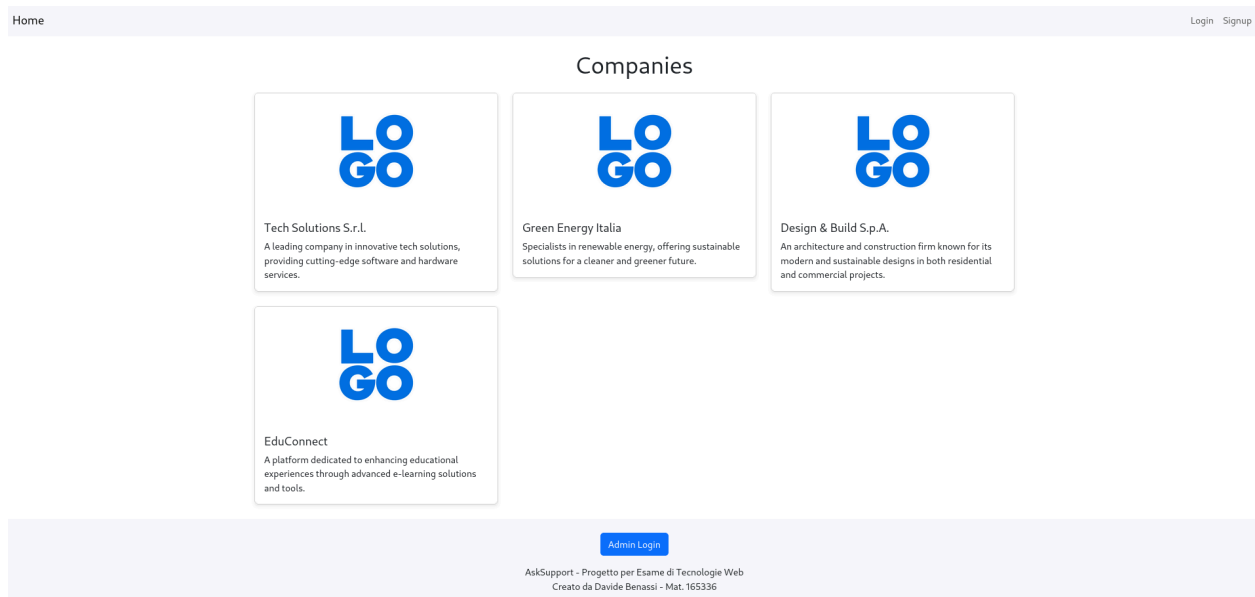 Home
Login Signup
Companies
LO
GO
Tech Solutions S.r.l.
A leading company in innovative tech solutions,
providing cutting-edge software and hardware
services.
LO
GO
Green Energy Italia
Specialists in renewable energy, offering sustainable
solutions for a cleaner and greener future.
LO
GO
Design & Build S.p.A.
An architecture and construction firm known for its
modern and sustainable designs in both residential
and commercial projects.
LO
GO
EduConnect
A platform dedicated to enhancing educational
experiences through advanced e-learning solutions
and tools.
Admin Login
AskSupport - Progetto per Esame di Tecnologie Web
Creato da Davide Benassi - Mat. 165336